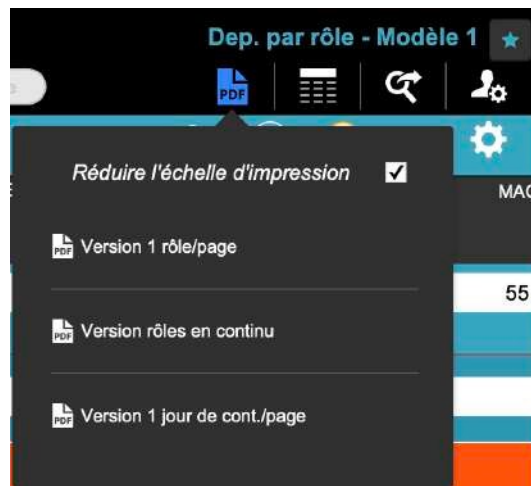 Dep. par rôle - Modèle 1
PDF
Réduire l'échelle d'impression
MAC
PDF Version 1 rôle/page
55
PDF Version rôles en continu
PDF Version 1 jour de cont./page